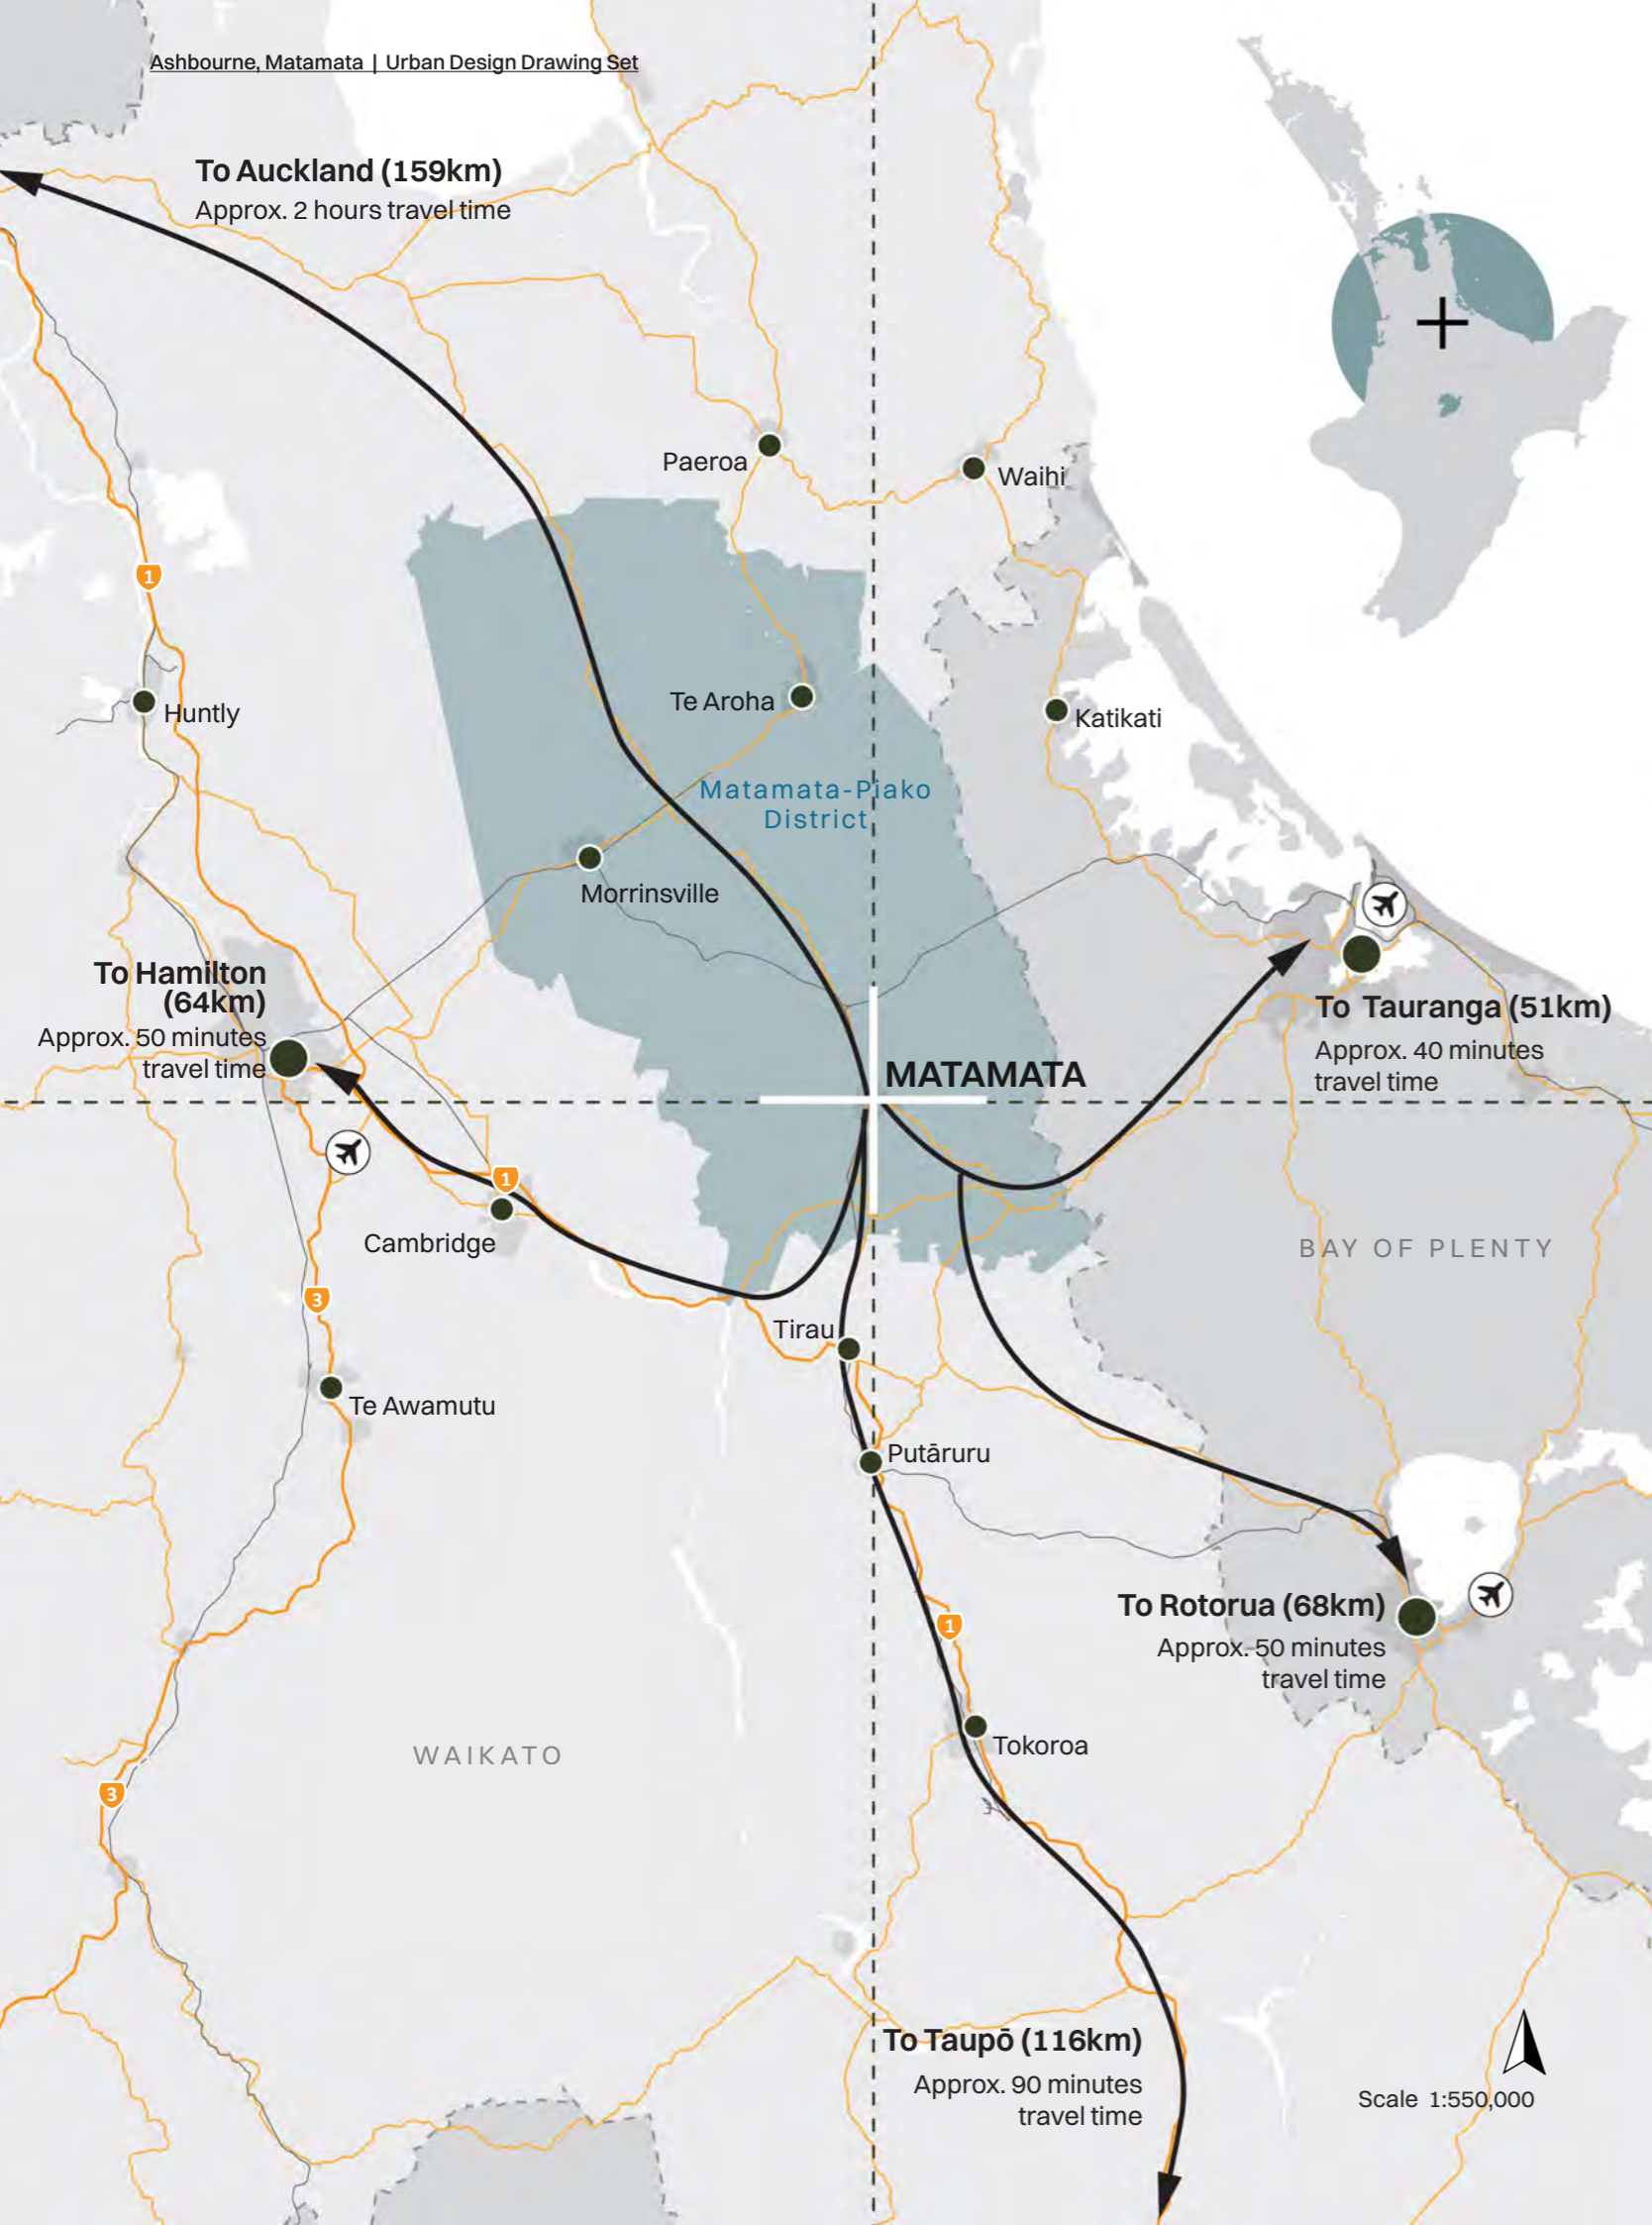 Ashbourne, Matamata | Urban Design Drawing Set
To Auckland (159km)
Approx. 2 hours travel time
Paeroa
Waihi
1
Huntly
Te Aroha
Katikati
Matamata-Piako
District
Morrinsville
To Hamilton
(64km)
Approx. 50 minutes
travel time
To Tauranga (51km)
Approx. 40 minutes
travel time
MATAMATA
1
Cambridge
BAY OF PLENTY
3
Tirau
Te Awamutu
Putāruru
To Rotorua (68km)
Approx. 50 minutes
travel time
1
Tokoroa
WAIKATO
3
To Taupō (116km)
Approx. 90 minutes
travel time
Scale 1:550,000